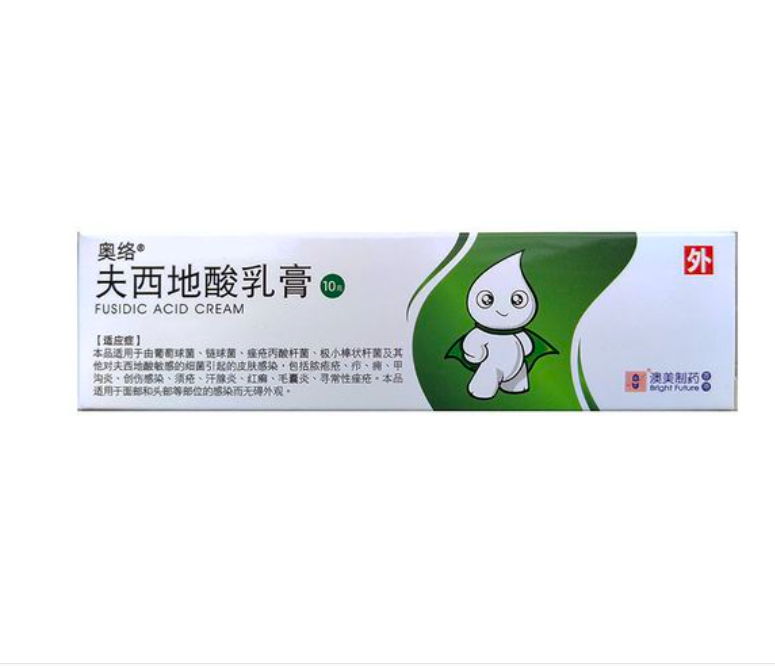 奥络®
夫西地酸乳膏 10克
FUSIDIC ACID CREAM
外
【适应症】
本品适用于由葡萄球菌、链球菌、痤疮丙酸杆菌、极小棒状杆菌及其
他对夫西地酸敏感的细菌引起的皮肤感染,包括脓疱疮、疖、痈、甲
沟炎、创伤感染、须疮、汗腺炎、红癣、毛囊炎、寻常性痤疮。本品
适用于面部和头部等部位的感染而无碍外观。
澳美制药
Bright Future